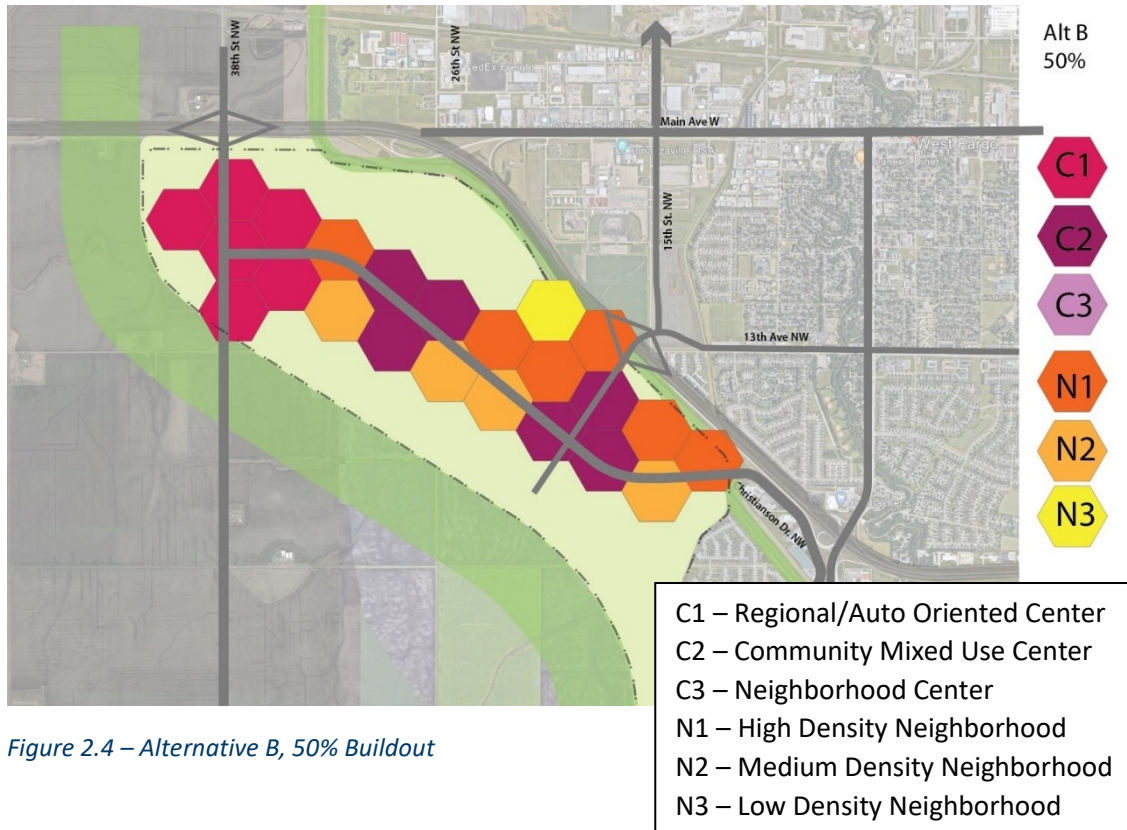 38th St NW
26th St NW
Alt B
50%
Main Ave W
West Fargo
15th St. NW
13th Ave NW
Christianson Dr. NW
C1
C2
C3
N1
N2
N3
C1 – Regional/Auto Oriented Center
C2 – Community Mixed Use Center
C3 – Neighborhood Center
N1 – High Density Neighborhood
N2 – Medium Density Neighborhood
N3 – Low Density Neighborhood
Figure 2.4 – Alternative B, 50% Buildout